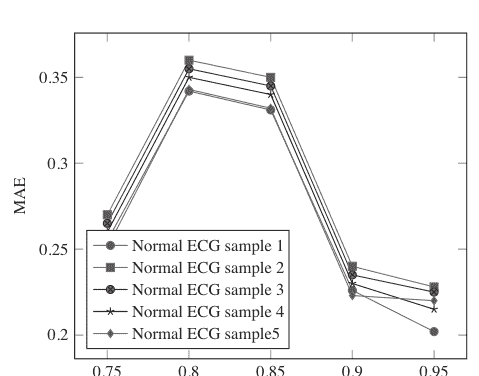 0.35
0.3
MAE
0.25
0.2
Normal ECG sample 1
Normal ECG sample 2
Normal ECG sample 3
Normal ECG sample 4
Normal ECG sample5
0.75 0.8 0.85 0.9 0.95